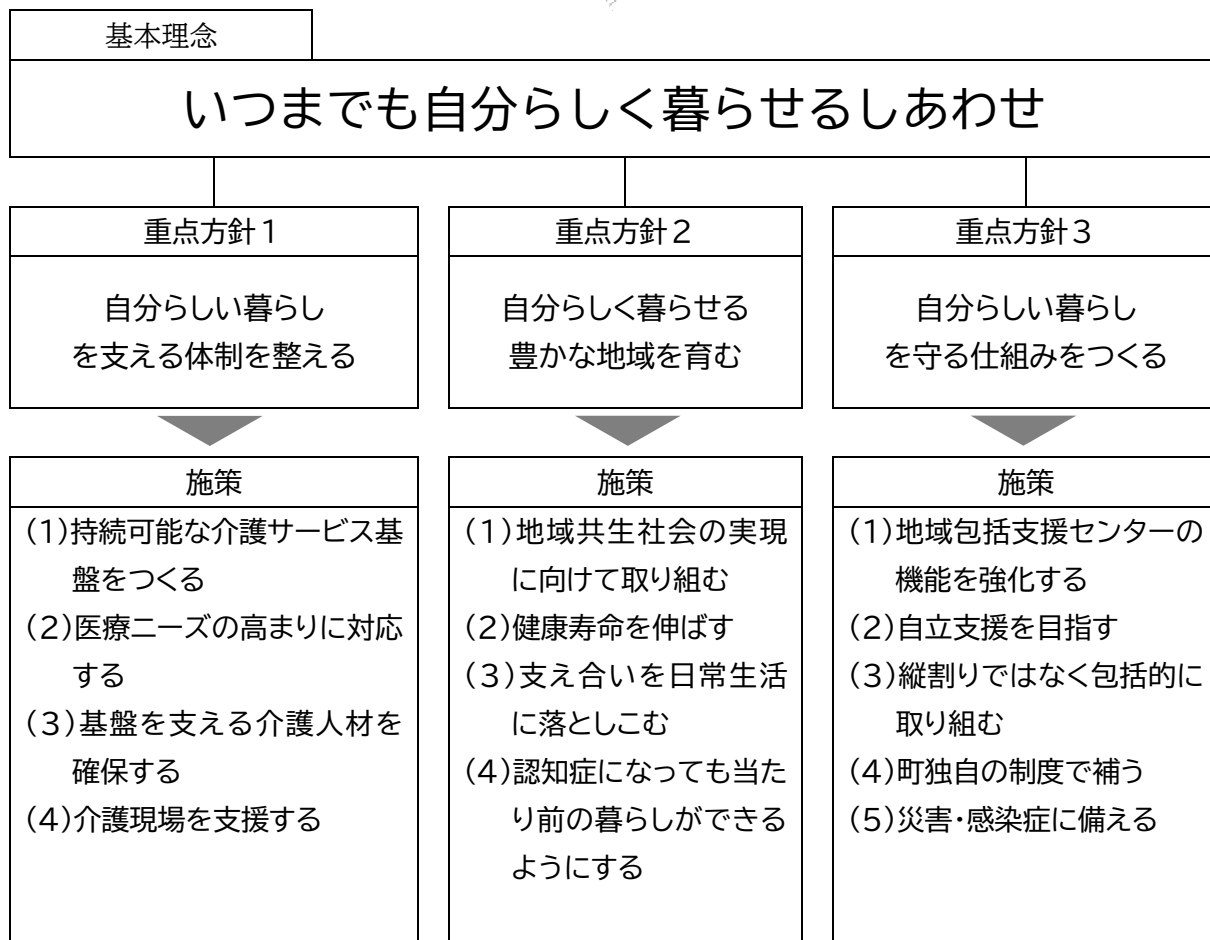 基本理念
いつまでも自分らしく暮らせるしあわせ
重点方針1
自分らしい暮らし
を支える体制を整える
施策
(1)持続可能な介護サービス基
盤をつくる
(2)医療ニーズの高まりに対応
する
(3)基盤を支える介護人材を
確保する
(4)介護現場を支援する
重点方針2
自分らしく暮らせる
豊かな地域を育む
施策
(1)地域共生社会の実現
に向けて取り組む
(2)健康寿命を伸ばす
(3)支え合いを日常生活
に落としこむ
(4)認知症になっても当た
り前の暮らしができる
ようにする
重点方針3
自分らしい暮らし
を守る仕組みをつくる
施策
(1)地域包括支援センターの
機能を強化する
(2)自立支援を目指す
(3)縦割りではなく包括的に
取り組む
(4)町独自の制度で補う
(5)災害・感染症に備える